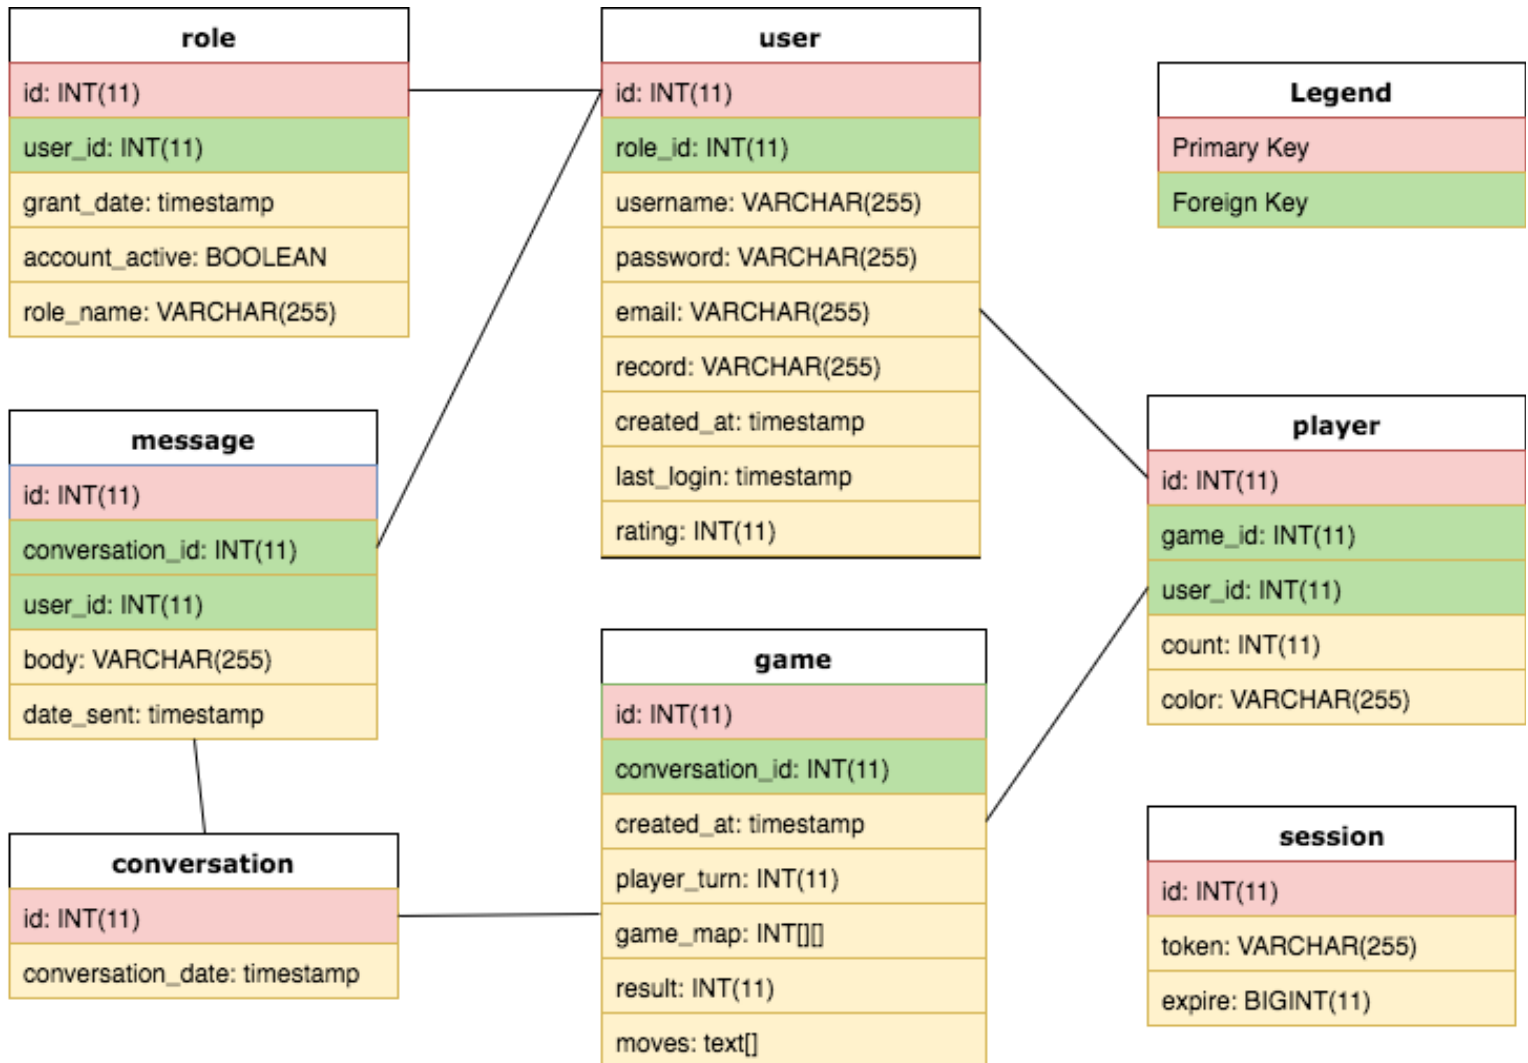 role
id: INT(11)
user_id: INT(11)
grant_date: timestamp
account_active: BOOLEAN
role_name: VARCHAR(255)
user
id: INT(11)
role_id: INT(11)
username: VARCHAR(255)
password: VARCHAR(255)
email: VARCHAR(255)
record: VARCHAR(255)
created_at: timestamp
last_login: timestamp
rating: INT(11)
Legend
Primary Key
Foreign Key
message
id: INT(11)
conversation_id: INT(11)
user_id: INT(11)
body: VARCHAR(255)
date_sent: timestamp
player
id: INT(11)
game_id: INT(11)
user_id: INT(11)
count: INT(11)
color: VARCHAR(255)
game
id: INT(11)
conversation_id: INT(11)
created_at: timestamp
player_turn: INT(11)
game_map: INT[][]
result: INT(11)
moves: text[]
conversation
id: INT(11)
conversation_date: timestamp
session
id: INT(11)
token: VARCHAR(255)
expire: BIGINT(11)